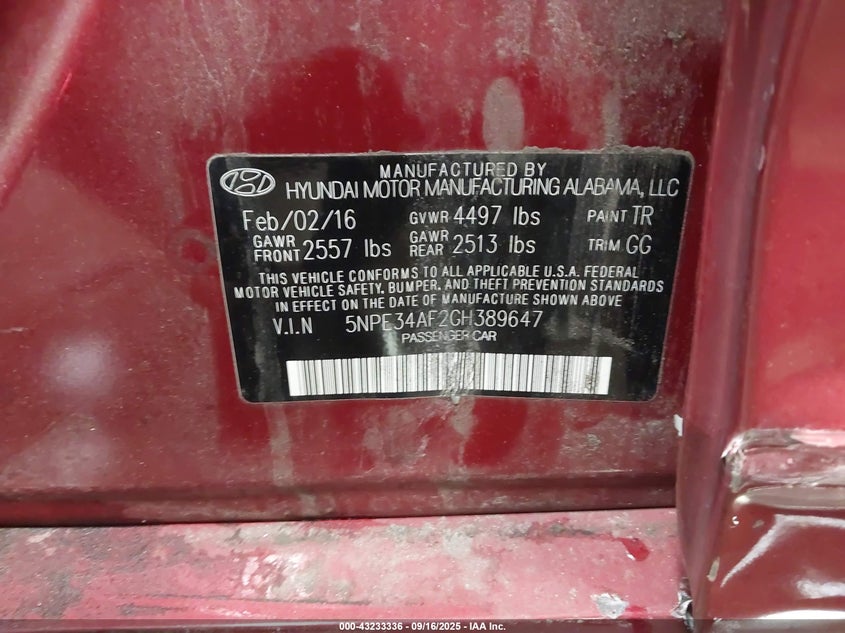 MANUFACTURED BY
HYUNDAI MOTOR MANUFACTURING ALABAMA, LLC
Feb/02/16 GVWR 4497 lbs PAINT TR
GAWR FRONT 2557 lbs GAWR REAR 2513 lbs TRIM GG
THIS VEHICLE CONFORMS TO ALL APPLICABLE U.S.A. FEDERAL
MOTOR VEHICLE SAFETY, BUMPER, AND THEFT PREVENTION STANDARDS
IN EFFECT ON THE DATE OF MANUFACTURE SHOWN ABOVE
V.I.N 5NPE34AF2GH389647
PASSENGER CAR
000-43233336 - 09/16/2025 - IAA Inc.